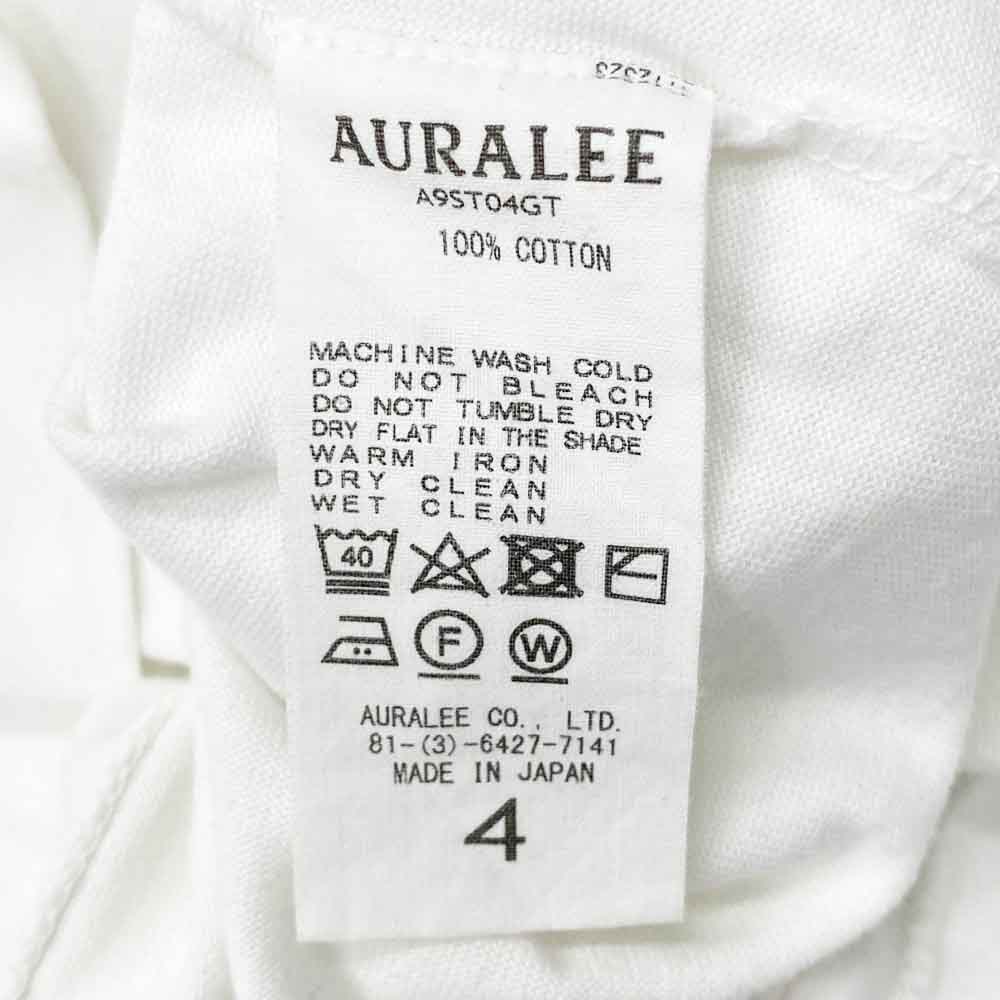 AURALEE
A9ST04GT
100% COTTON
MACHINE WASH COLD
DO NOT BLEACH
DO NOT TUMBLE DRY
DRY FLAT IN THE SHADE
WARM IRON
DRY CLEAN
WET CLEAN
40
F W
AURALEE CO., LTD.
81-(3)-6427-7141
MADE IN JAPAN
4